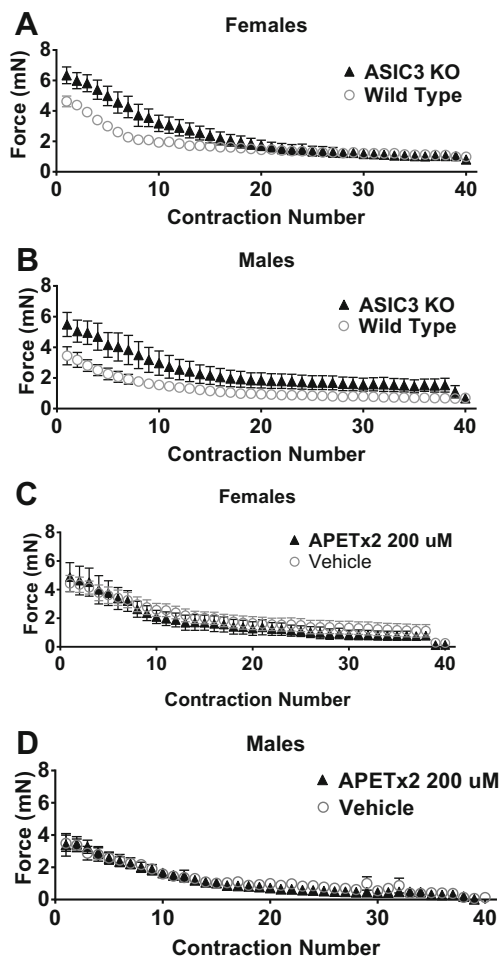 A
Females
8
6
4
2
0
Force (mN)
ASIC3 KO
Wild Type
0 10 20 30 40
Contraction Number
B
Males
8
6
4
2
0
Force (mN)
ASIC3 KO
Wild Type
0 10 20 30 40
Contraction Number
C
Females
8
6
4
2
0
Force (mN)
APETx2 200 uM
Vehicle
0 10 20 30 40
Contraction Number
D
Males
8
6
4
2
0
Force (mN)
APETx2 200 uM
Vehicle
0 10 20 30 40
Contraction Number